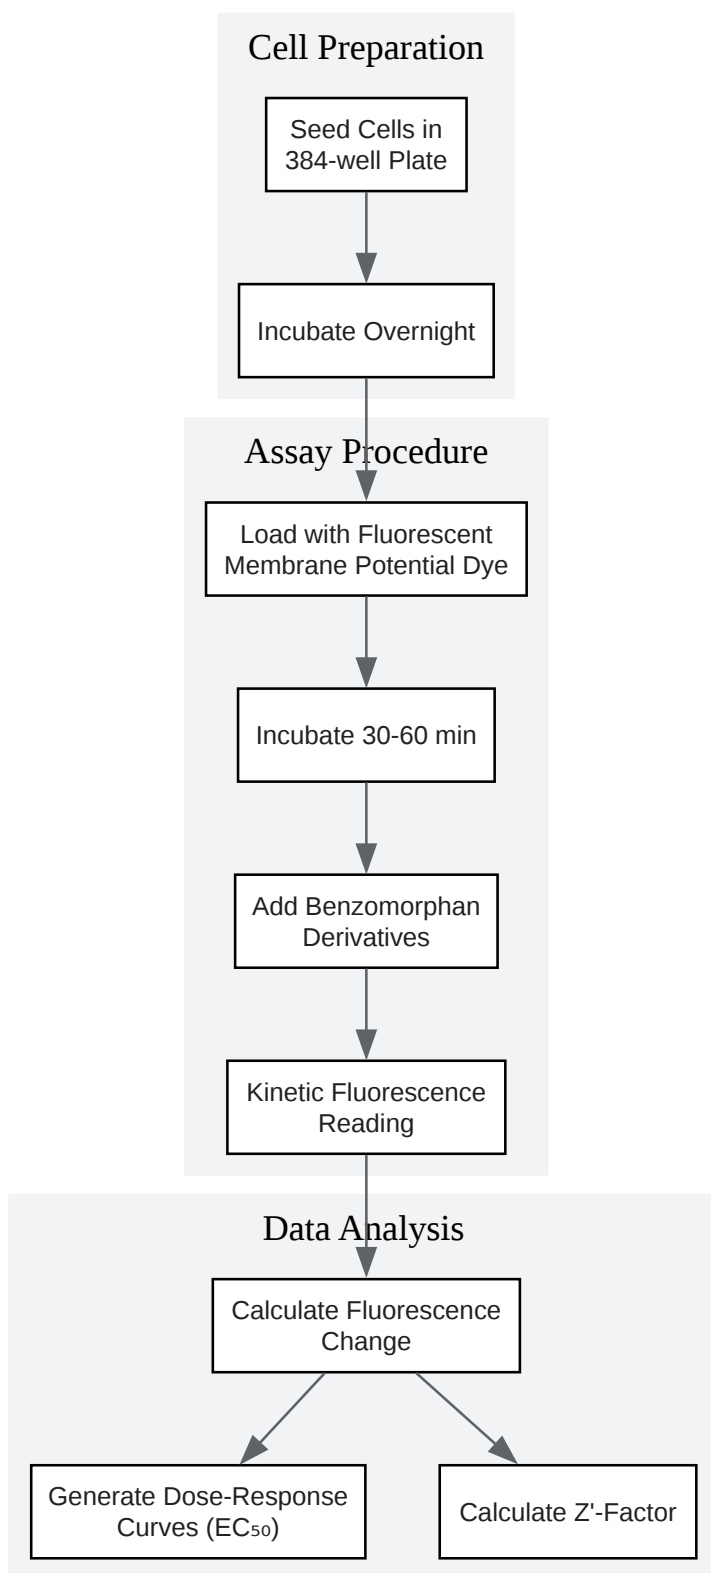 Cell Preparation
Seed Cells in
384-well Plate
Incubate Overnight
Assay Procedure
Load with Fluorescent
Membrane Potential Dye
Incubate 30-60 min
Add Benzomorphan
Derivatives
Kinetic Fluorescence
Reading
Data Analysis
Calculate Fluorescence
Change
Generate Dose-Response
Curves (EC₅₀)
Calculate Z'-Factor